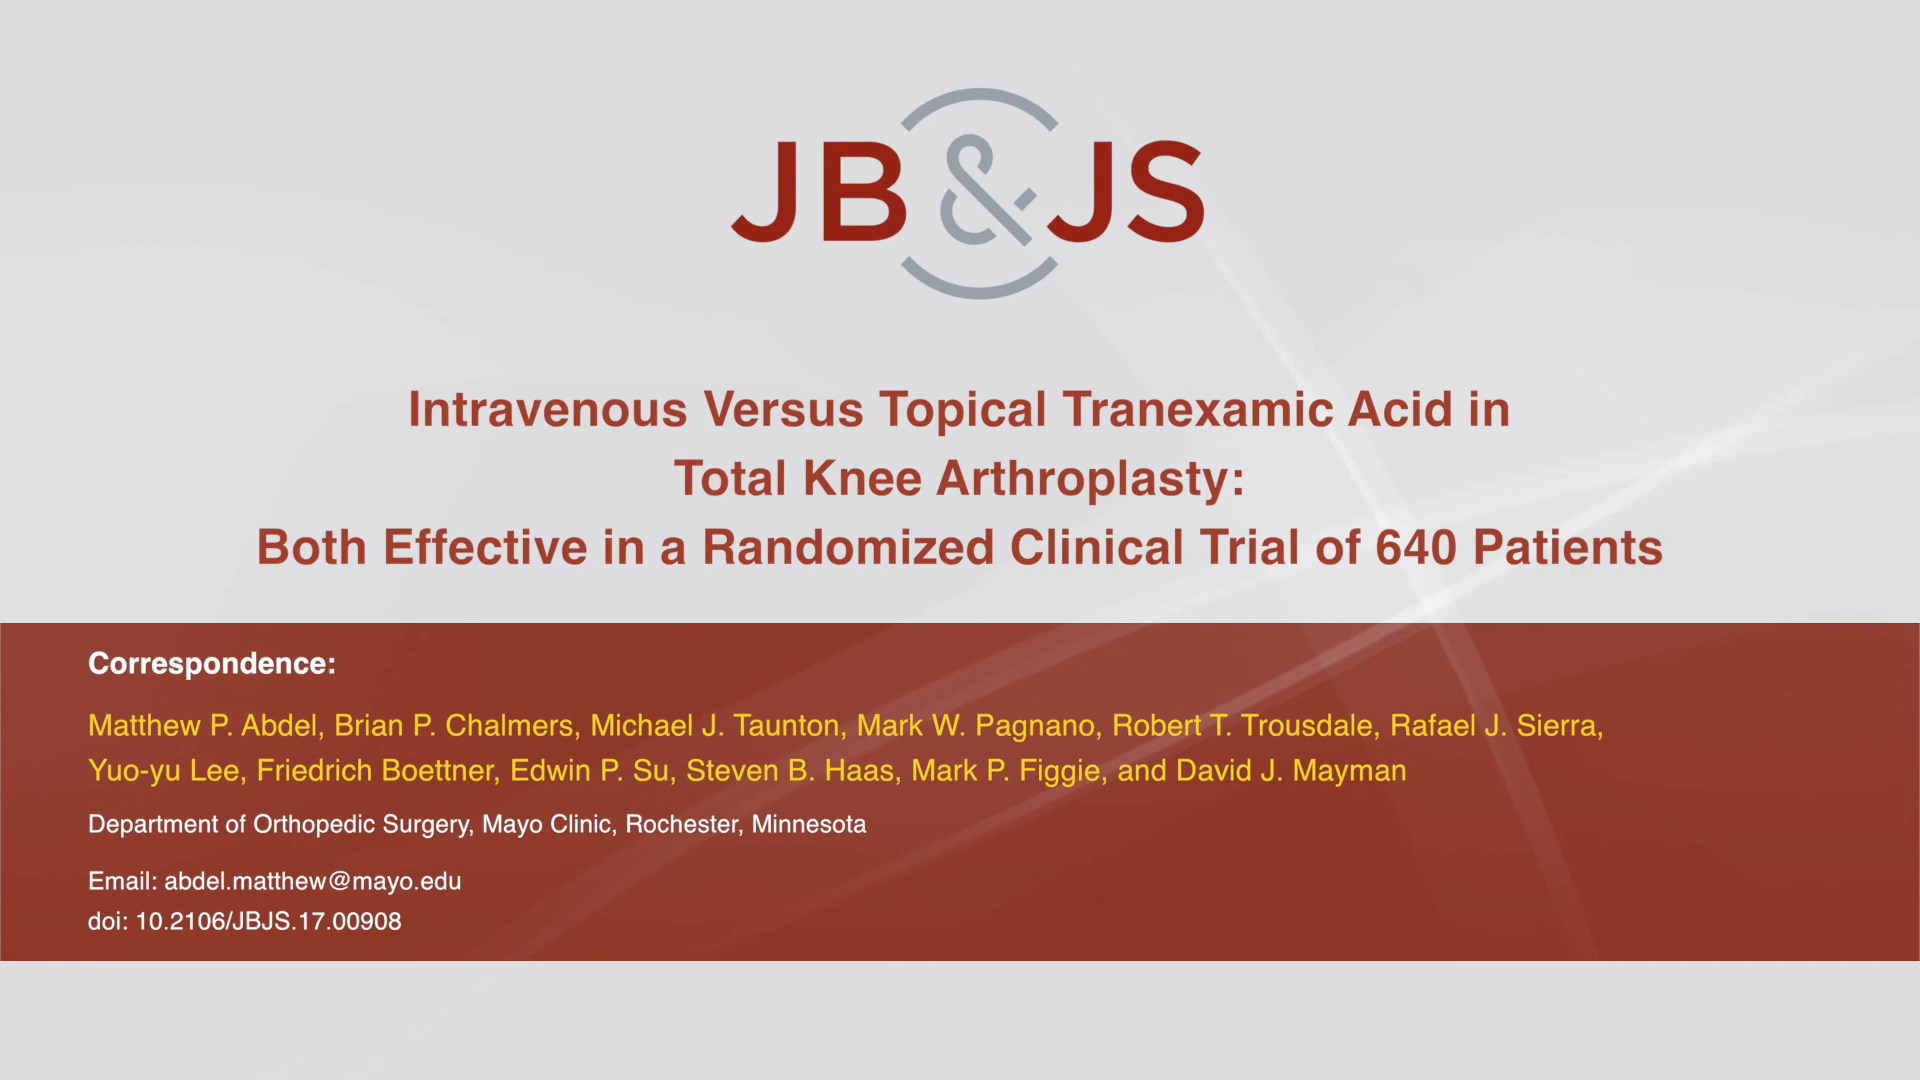 JB&JS
Intravenous Versus Topical Tranexamic Acid in
Total Knee Arthroplasty:
Both Effective in a Randomized Clinical Trial of 640 Patients
Correspondence:
Matthew P. Abdel, Brian P. Chalmers, Michael J. Taunton, Mark W. Pagnano, Robert T. Trousdale, Rafael J. Sierra,
Yuo-yu Lee, Friedrich Boettner, Edwin P. Su, Steven B. Haas, Mark P. Figgie, and David J. Mayman
Department of Orthopedic Surgery, Mayo Clinic, Rochester, Minnesota
Email: abdel.matthew@mayo.edu
doi: 10.2106/JBJS.17.00908